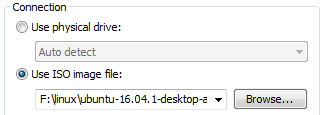 Connection
Use physical drive:
Auto detect
Use ISO image file:
F:\linux\ubuntu-16.04.1-desktop-a
Browse...